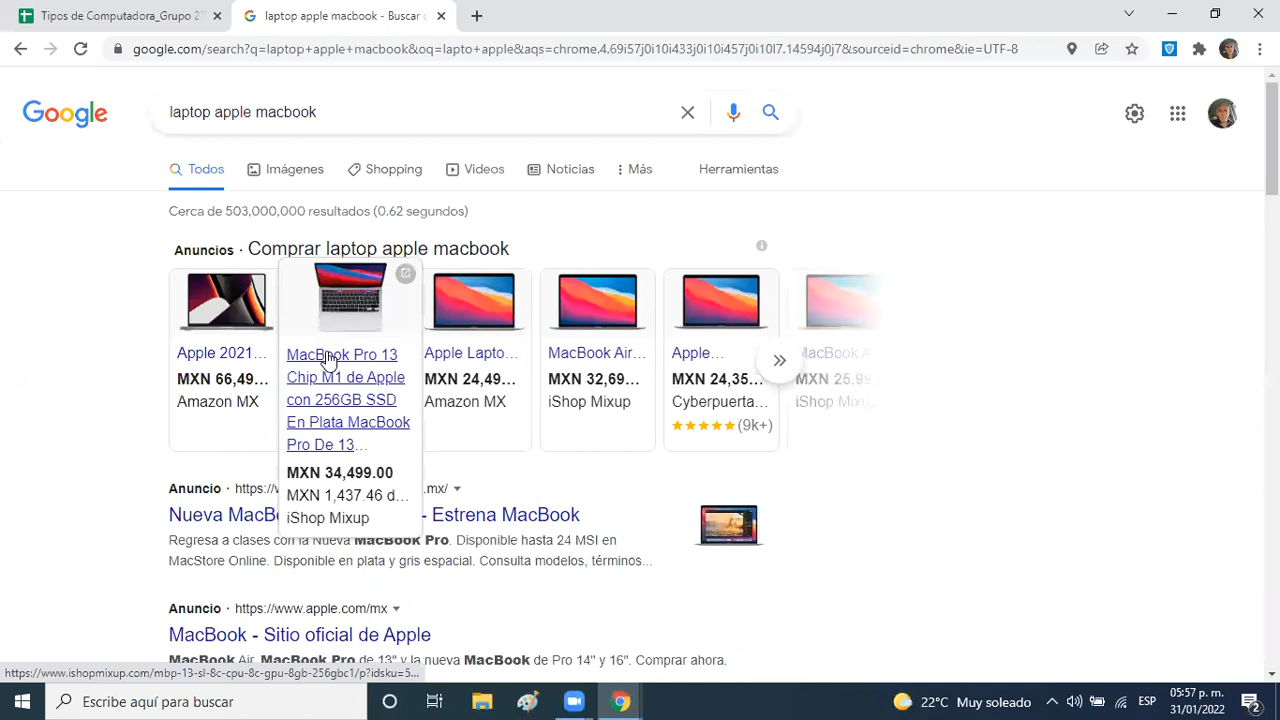 Tipos de Computadora_Grupo 2
laptop apple macbook - Buscar
google.com/search?q=laptop+apple+macbook&oq=lapto+apple&aqs=chrome.4.69i57j0i10i433j0i10i457j0i10l7.14594j0j7&sourceid=chrome&ie=UTF-8
Google
laptop apple macbook
Todos
Imágenes
Shopping
Videos
Noticias
Más
Herramientas
Cerca de 503,000,000 resultados (0.62 segundos)
Anuncios · Comprar laptop apple macbook
Apple 2021...
MXN 66,49...
Amazon MX
MacBook Pro 13
Chip M1 de Apple
con 256GB SSD
En Plata MacBook
Pro De 13...
MXN 34,499.00
MXN 1,437.46 d...
iShop Mixup
Apple Lapto...
MXN 24,49...
Amazon MX
MacBook Air...
MXN 32,69...
iShop Mixup
Apple...
MXN 24,35...
Cyberpuerta...
(9k+)
MacBook A
MXN 25,99
iShop Mixu
Anuncio · https:// mx/
Nueva MacB - Estrena MacBook
Regresa a clases con la Nueva MacBook Pro. Disponible hasta 24 MSI en
MacStore Online. Disponible en plata y gris espacial. Consulta modelos, términos...
Anuncio · https://www.apple.com/mx
MacBook - Sitio oficial de Apple
MacBook Air, MacBook Pro de 13" y la nueva MacBook de Pro 14" y 16". Comprar ahora.
https://www.ishopmixup.com/mbp-13-sl-8c-cpu-8c-gpu-8gb-256gbc1/p?idsku=5...
Escribe aquí para buscar
22°C Muy soleado
ESP
05:57 p. m.
31/01/2022
2